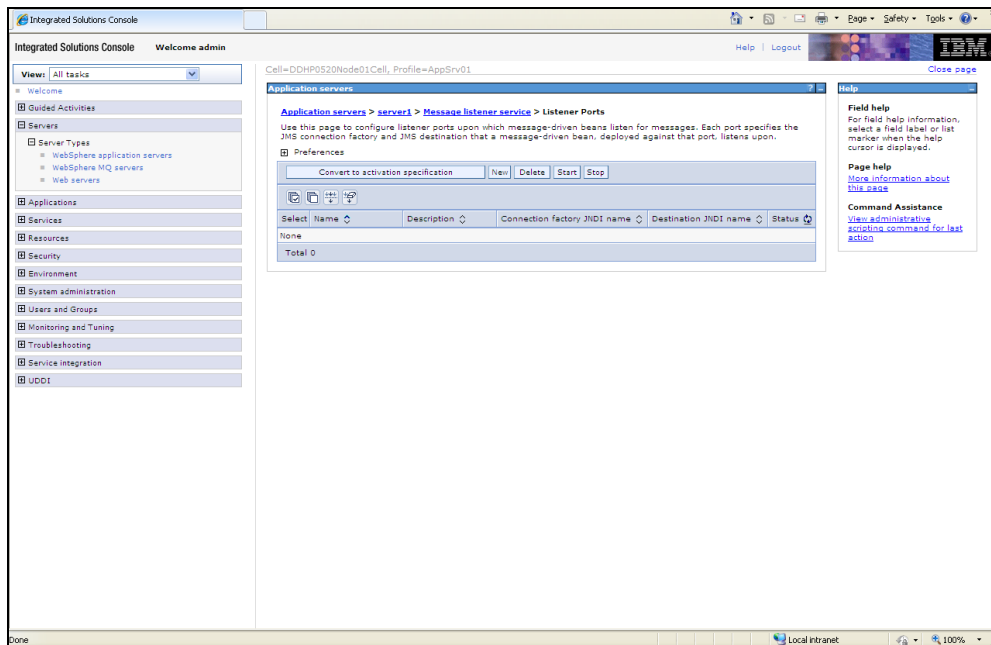 Integrated Solutions Console
Page Safety Tools
Integrated Solutions Console Welcome admin
Help | Logout
IBM
View: All tasks
Welcome
Guided Activities
Servers
Server Types
WebSphere application servers
WebSphere MQ servers
Web servers
Applications
Services
Resources
Security
Environment
System administration
Users and Groups
Monitoring and Tuning
Troubleshooting
Service integration
UDDI
Cell=DDHP0520Node01Cell, Profile=AppSrv01
Close page
Application servers
? -
Application servers > server1 > Message listener service > Listener Ports
Use this page to configure listener ports upon which message-driven beans listen for messages. Each port specifies the
JMS connection factory and JMS destination that a message-driven bean, deployed against that port, listens upon.
Preferences
Convert to activation specification New Delete Start Stop
Select Name Description Connection factory JNDI name Destination JNDI name Status
None
Total 0
Help
-
Field help
For field help information,
select a field label or list
marker when the help
cursor is displayed.
Page help
More information about
this page
Command Assistance
View administrative
scripting command for last
action
Done
Local intranet
100%